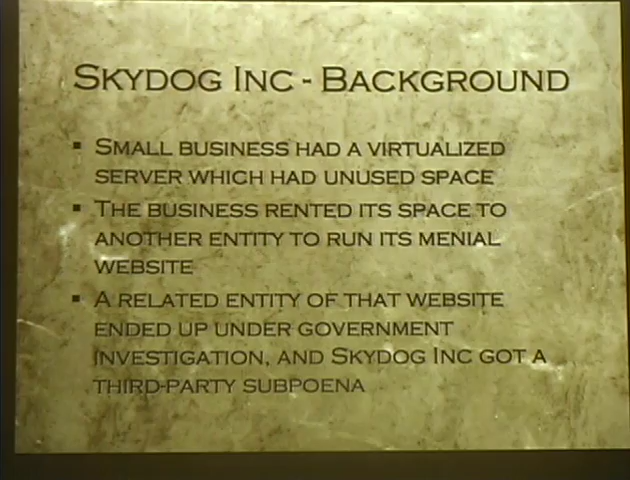 Skydog Inc - Background
▪ Small business had a virtualized
server which had unused space
▪ The business rented its space to
another entity to run its menial
website
▪ A related entity of that website
ended up under government
investigation, and Skydog Inc got a
third-party subpoena